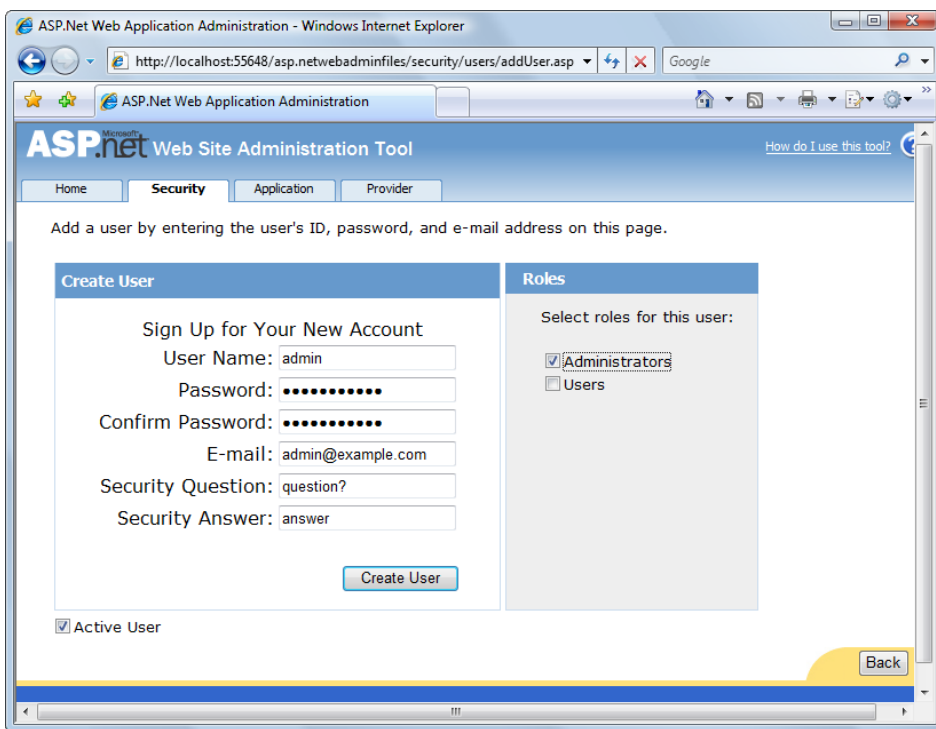 ASP.Net Web Application Administration - Windows Internet Explorer
http://localhost:55648/asp.netwebadminfiles/security/users/addUser.asp
Google
ASP.Net Web Application Administration
Microsoft
ASP.net Web Site Administration Tool
How do I use this tool?
Home Security Application Provider
Add a user by entering the user's ID, password, and e-mail address on this page.
Create User
Sign Up for Your New Account
User Name: admin
Password: •••••••••••
Confirm Password: •••••••••••
E-mail: admin@example.com
Security Question: question?
Security Answer: answer
Create User
Roles
Select roles for this user:
Administrators
Users
Active User
Back